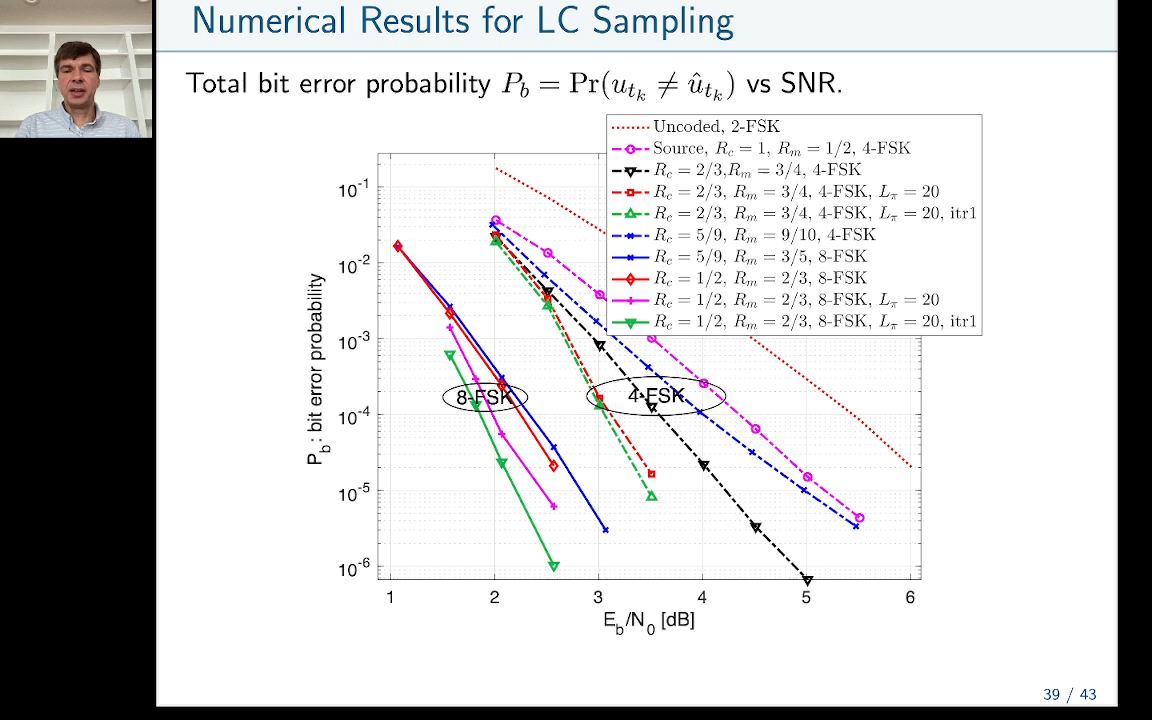 Numerical Results for LC Sampling
Total bit error probability P_b = Pr(u_{t_k} ≠ û_{t_k}) vs SNR.
Uncoded, 2-FSK
Source, R_c = 1, R_m = 1/2, 4-FSK
R_c = 2/3,R_m = 3/4, 4-FSK
R_c = 2/3, R_m = 3/4, 4-FSK, L_π = 20
R_c = 2/3, R_m = 3/4, 4-FSK, L_π = 20, itr1
R_c = 5/9, R_m = 9/10, 4-FSK
R_c = 5/9, R_m = 3/5, 8-FSK
R_c = 1/2, R_m = 2/3, 8-FSK
R_c = 1/2, R_m = 2/3, 8-FSK, L_π = 20
R_c = 1/2, R_m = 2/3, 8-FSK, L_π = 20, itr1
P_b: bit error probability
10^-1
10^-2
10^-3
10^-4
10^-5
10^-6
8-FSK
4-FSK
1 2 3 4 5 6
E_b/N_0 [dB]
39 / 43